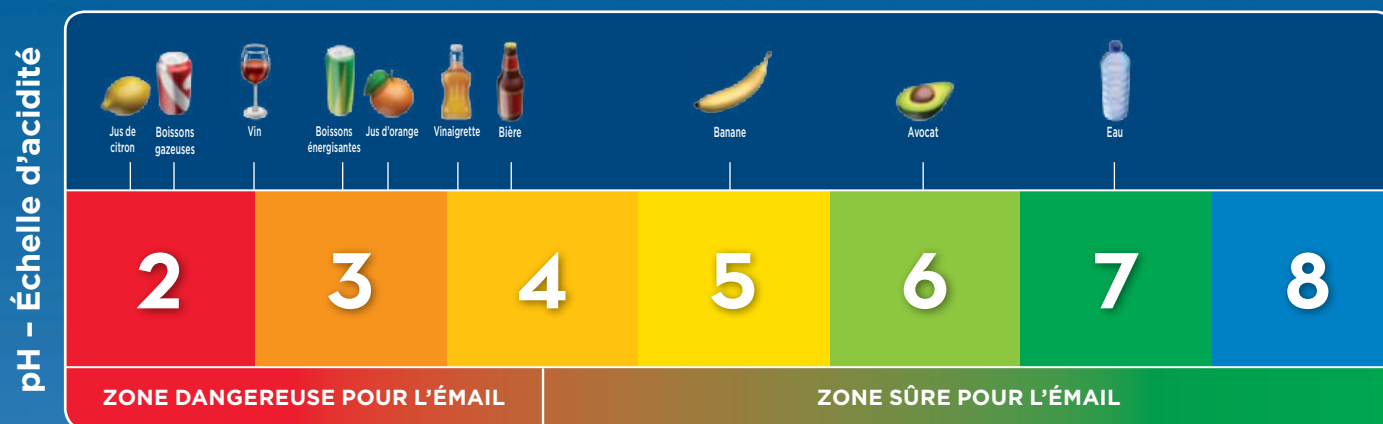 pH – Échelle d'acidité
Jus de
citron
Boissons
gazeuses
Vin
Boissons
énergisantes
Jus d'orange
Vinaigrette
Bière
Banane
Avocat
Eau
2 3 4 5 6 7 8
ZONE DANGEREUSE POUR L'ÉMAIL
ZONE SÛRE POUR L'ÉMAIL